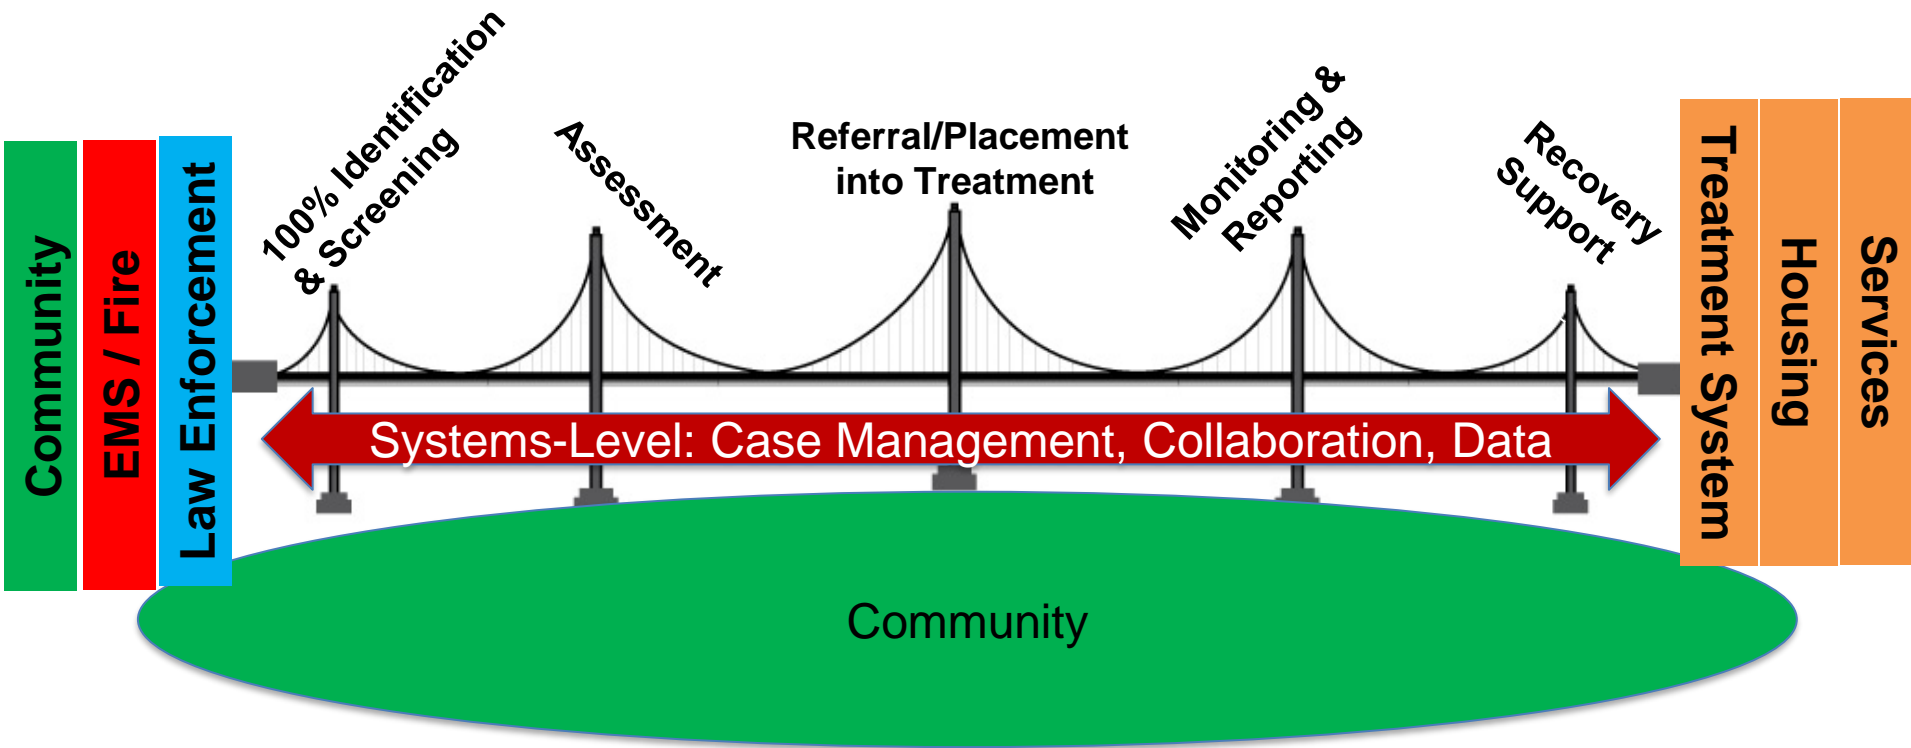 Community
EMS / Fire
Law Enforcement
100% Identification
& Screening
Assessment
Referral/Placement
into Treatment
Monitoring &
Reporting
Recovery
Support
Treatment System
Housing
Services
Systems-Level: Case Management, Collaboration, Data
Community